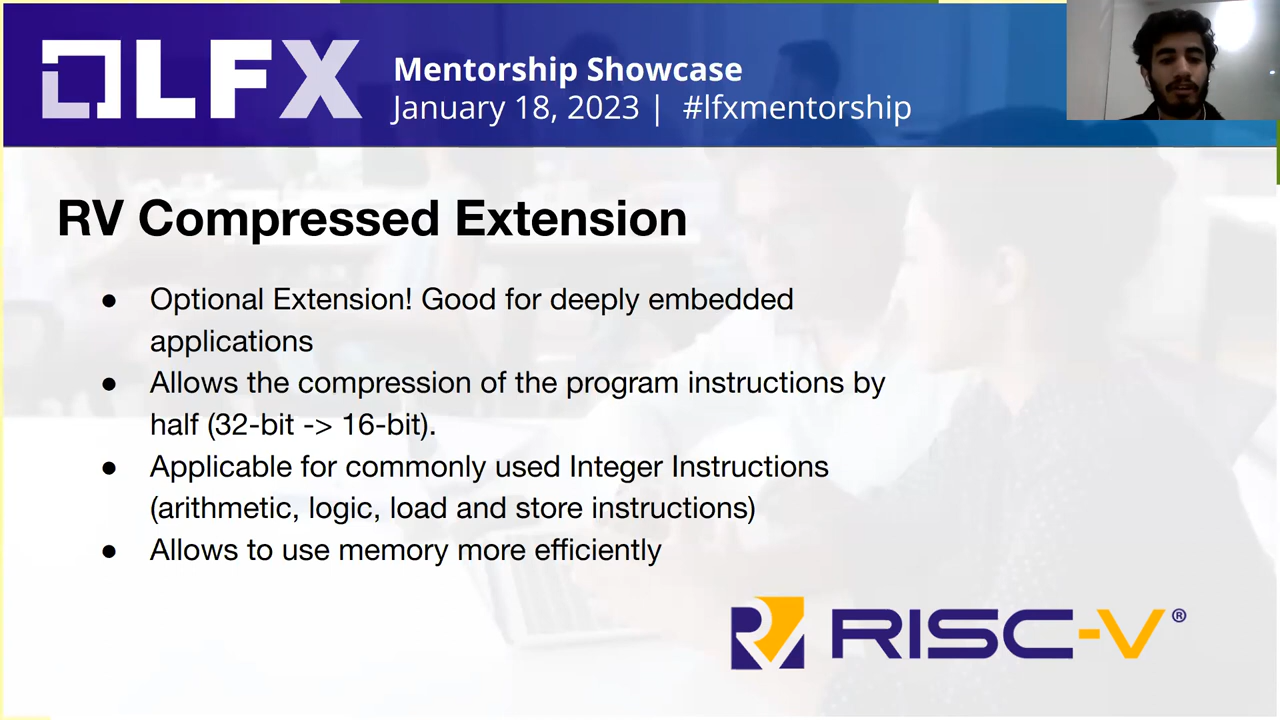 LFX
Mentorship Showcase
January 18, 2023 | #lfxmentorship
RV Compressed Extension
● Optional Extension! Good for deeply embedded
applications
● Allows the compression of the program instructions by
half (32-bit -> 16-bit).
● Applicable for commonly used Integer Instructions
(arithmetic, logic, load and store instructions)
● Allows to use memory more efficiently
RISC-V®